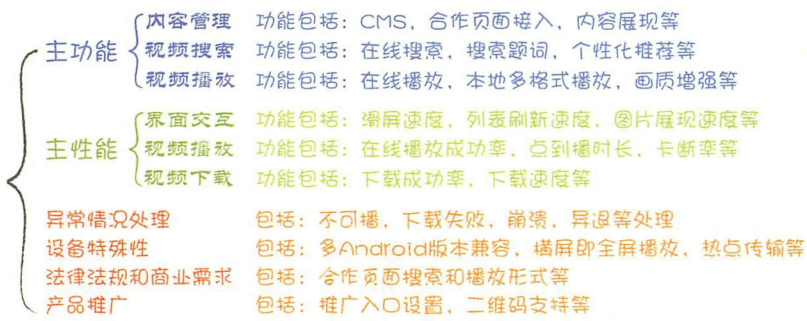 内容管理 功能包括：CMS，合作页面接入，内容展现等
主功能 视频搜索 功能包括：在线搜索，搜索题词，个性化推荐等
视频播放 功能包括：在线播放，本地多格式播放，画质增强等
界面交互 功能包括：滑屏速度，列表刷新速度，图片展现速度等
主性能 视频播放 功能包括：在线播放成功率，点到播时长，卡断率等
视频下载 功能包括：下载成功率，下载速度等
异常情况处理 包括：不可播，下载失败，崩溃，异退等处理
设备特殊性 包括：多Android版本兼容，横屏即全屏播放，热点传输等
法律法规和商业需求 包括：合作页面搜索和播放形式等
产品推广 包括：推广入口设置，二维码支持等